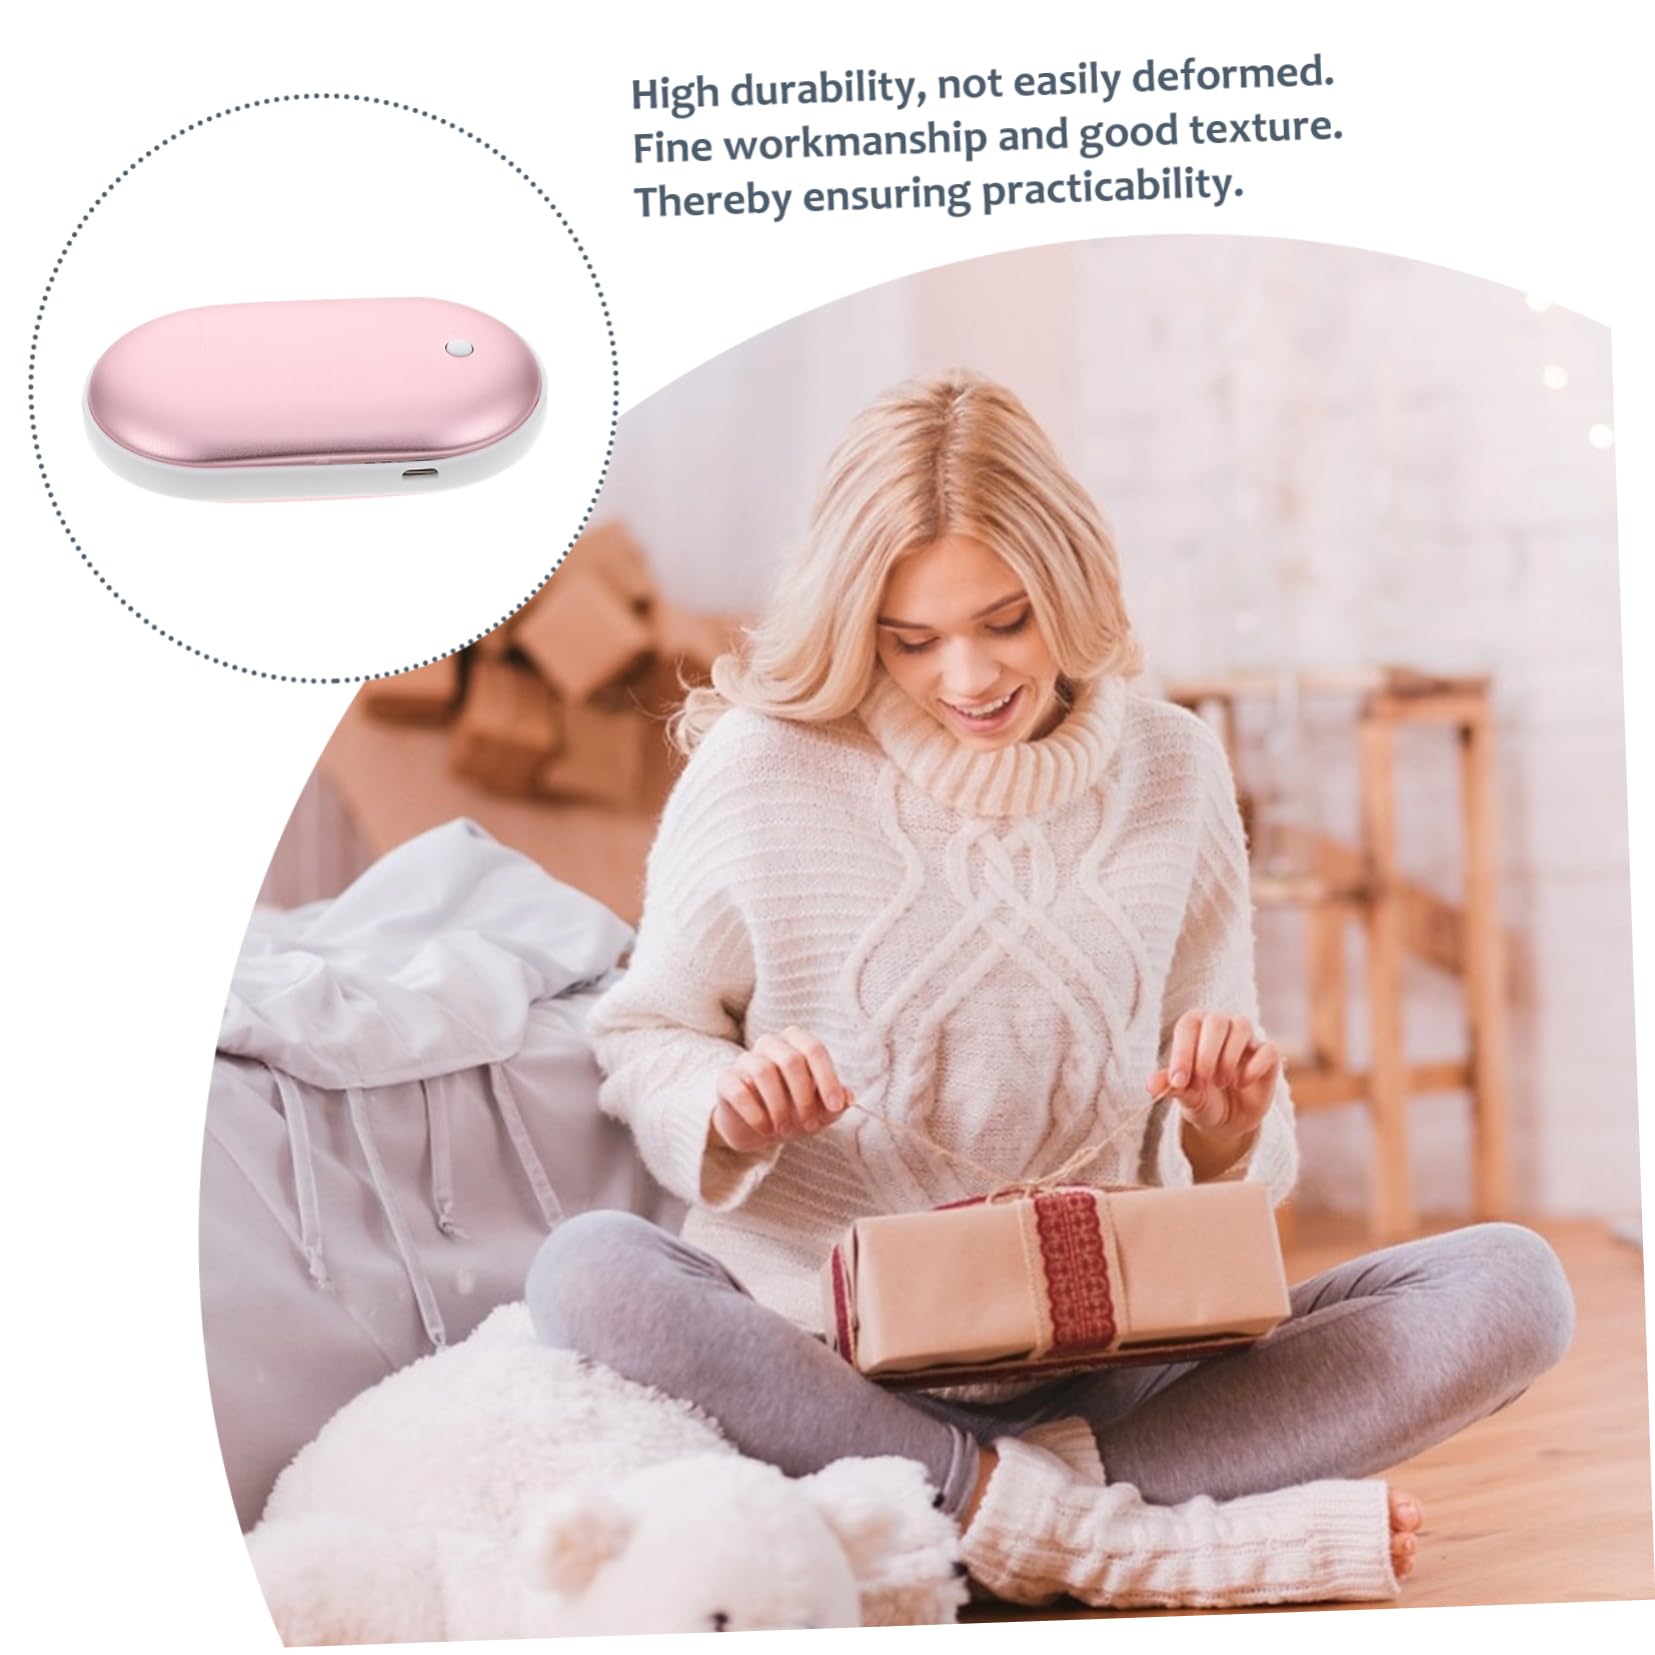 High durability, not easily deformed.
Fine workmanship and good texture.
Thereby ensuring practicability.